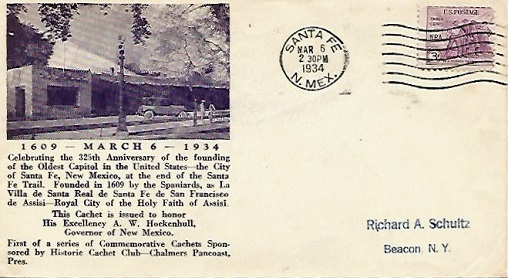 1609 - MARCH 6 - 1934
Celebrating the 325th Anniversary of the founding
of the Oldest Capitol in the United States—the City
of Santa Fe, New Mexico, at the end of the Santa
Fe Trail. Founded in 1609 by the Spaniards, as La
Villa de Santa Real de Santa Fe de San Francisco
de Assisi—Royal City of the Holy Faith of Assisi.
This Cachet is issued to honor
His Excellency A. W. Hockenhull,
Governor of New Mexico.
First of a series of Commemorative Cachets Spon-
sored by Historic Cachet Club—Chalmers Pancoast,
Pres.
SANTA FE
MAR 6
2 30PM
1934
N. MEX.
U.S. POSTAGE
NRA
3c
Richard A. Schultz
Beacon, N. Y.